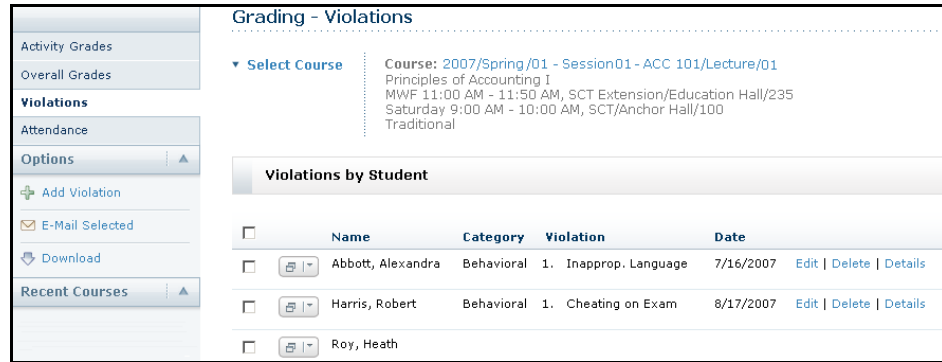 Grading - Violations
Activity Grades
Overall Grades
Violations
Attendance
Options
Add Violation
E-Mail Selected
Download
Recent Courses
Select Course
Course: 2007/Spring/01 - Session01 - ACC 101/Lecture/01
Principles of Accounting I
MWF 11:00 AM - 11:50 AM, SCT Extension/Education Hall/235
Saturday 9:00 AM - 10:00 AM, SCT/Anchor Hall/100
Traditional
Violations by Student
Name Category Violation Date
Abbott, Alexandra Behavioral 1. Inapprop. Language 7/16/2007 Edit | Delete | Details
Harris, Robert Behavioral 1. Cheating on Exam 8/17/2007 Edit | Delete | Details
Roy, Heath